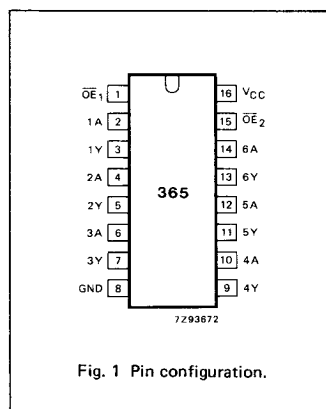 OE1 1 16 VCC
1A 2 15 OE2
1Y 3 14 6A
2A 4 13 6Y
2Y 5 12 5A
365
3A 6 11 5Y
3Y 7 10 4A
GND 8 9 4Y
7Z93672
Fig. 1 Pin configuration.